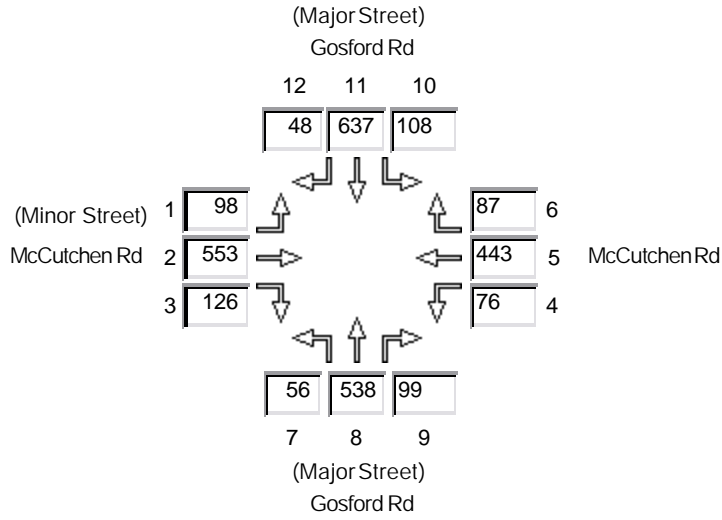 (Major Street)
Gosford Rd
12 11 10
48 637 108
(Minor Street) 1 98 87 6
McCutchen Rd 2 553 443 5 McCutchen Rd
3 126 76 4
56 538 99
7 8 9
(Major Street)
Gosford Rd